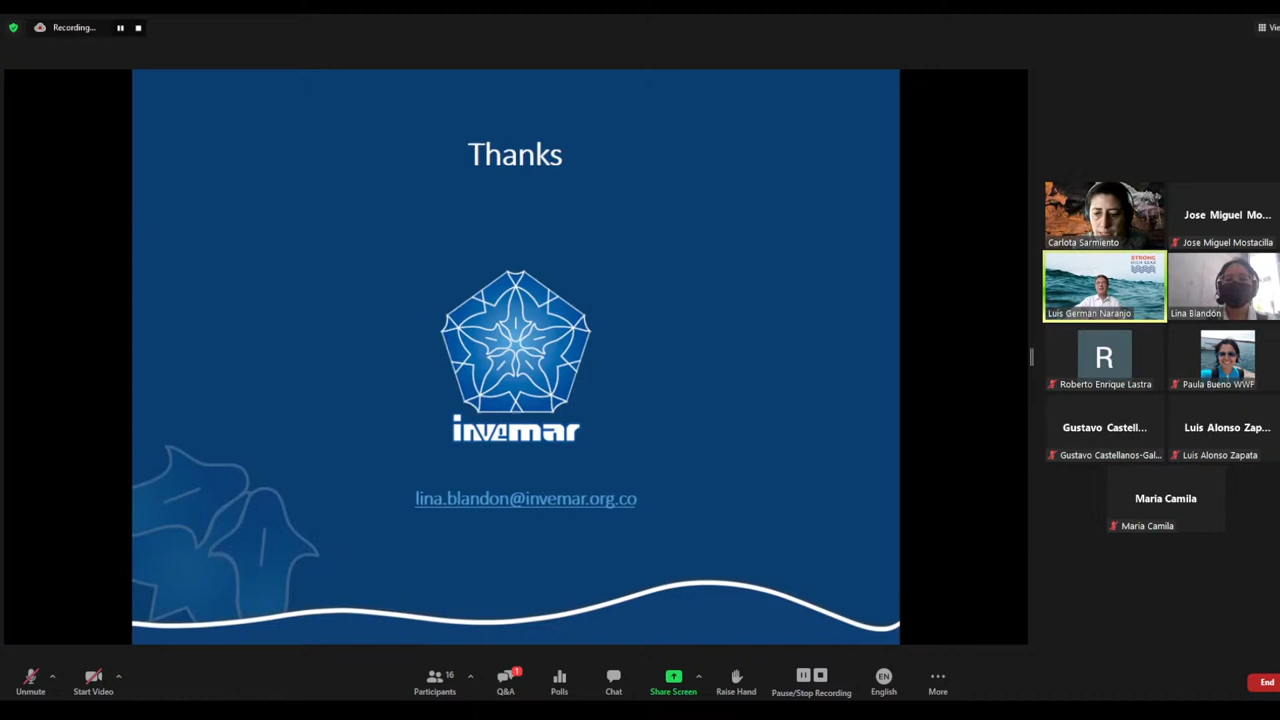 Recording...
Vie
Thanks
invemar
lina.blandon@invemar.org.co
Carlota Sarmiento
Jose Miguel Mo...
Jose Miguel Mostacilla
STRONG
HIGH SEAS
Luis German Naranjo
Lina Blandón
R
Roberto Enrique Lastra
Paula Bueno WWF
Gustavo Castell...
Gustavo Castellanos-Gal...
Luis Alonso Zap...
Luis Alonso Zapata
Maria Camila
Maria Camila
Unmute
Start Video
16
Participants
1
Q&A
Polls
Chat
Share Screen
Raise Hand
Pause/Stop Recording
EN
English
More
End